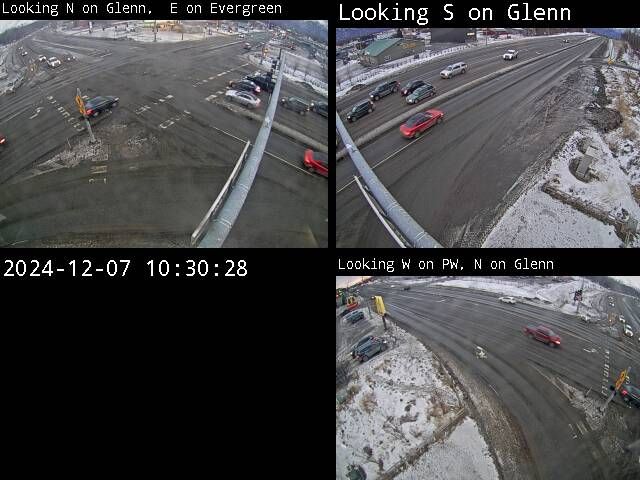 Looking N on Glenn,  E on Evergreen
Looking S on Glenn
2024-12-07 10:30:28
Looking W on PW, N on Glenn